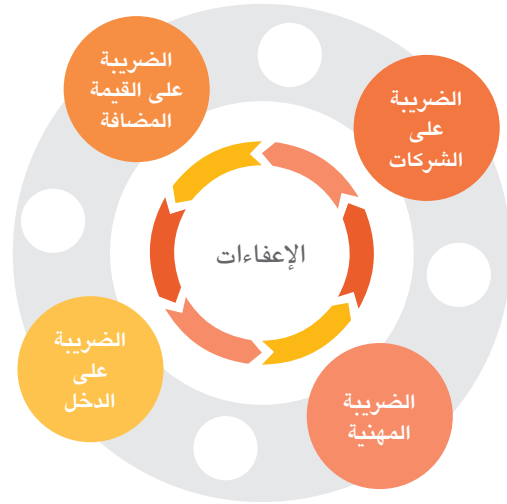 الضريبة
على القيمة
المضافة
الضريبة
على
الشركات
الإعفاءات
الضريبة
على
الدخل
الضريبة
المهنية